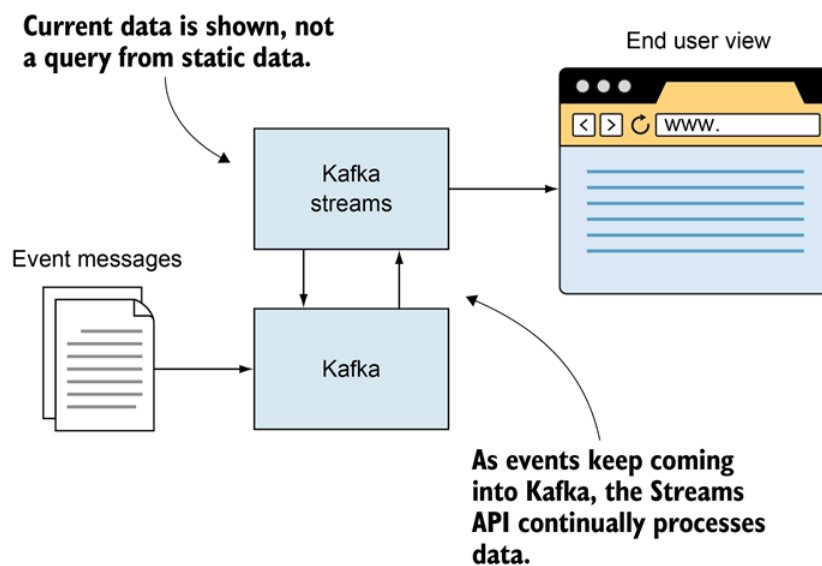 Current data is shown, not
a query from static data.
End user view
WWW.
Kafka
streams
Event messages
Kafka
As events keep coming
into Kafka, the Streams
API continually processes
data.